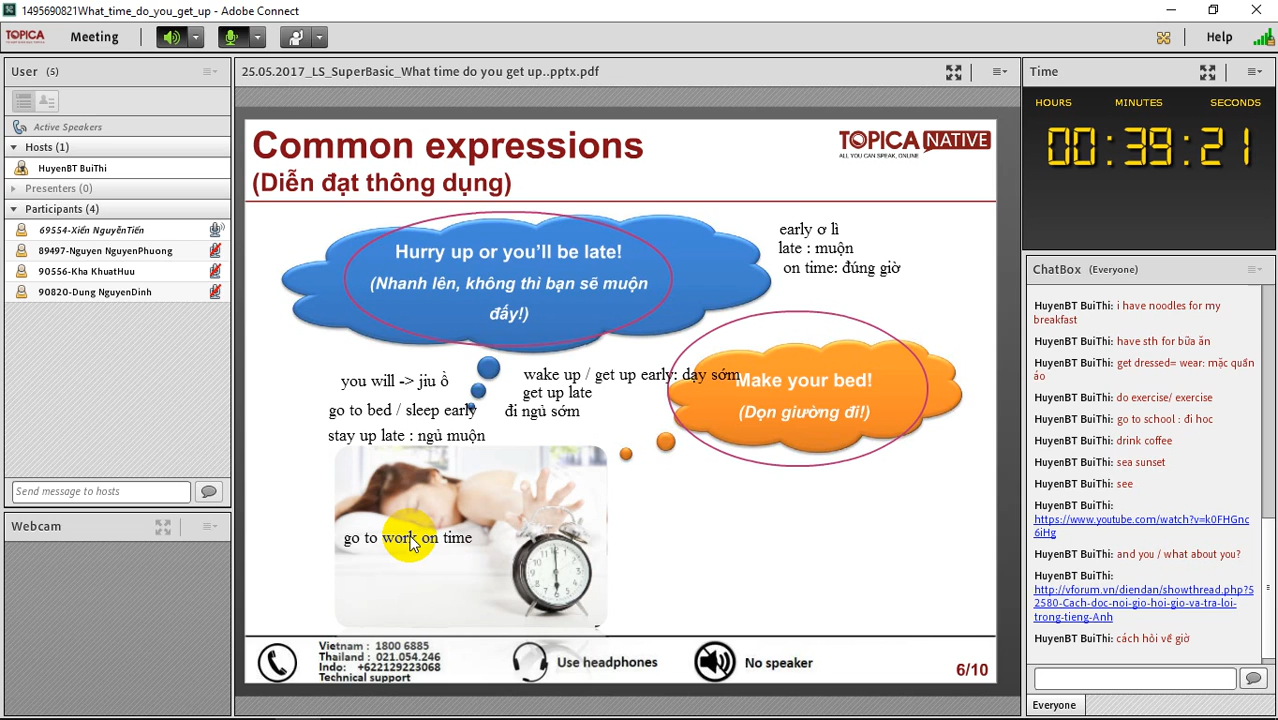 1495690821What_time_do_you_get_up - Adobe Connect
TOPICA
Meeting
Help
User (5)
Active Speakers
Hosts (1)
HuyenBT BuiThi
Presenters (0)
Participants (4)
69554-Xiển NguyễnTiến
89497-Nguyen NguyenPhuong
90556-Kha KhuatHuu
90820-Dung NguyenDinh
Send message to hosts
Webcam
25.05.2017_LS_SuperBasic_What time do you get up..pptx.pdf
Common expressions
(Diễn đạt thông dụng)
TOPICA NATIVE
ALL YOU CAN SPEAK, ONLINE
Hurry up or you’ll be late!
(Nhanh lên, không thì bạn sẽ muộn
đấy!)
early ơ lì
late : muộn
on time: đúng giờ
Make your bed!
(Dọn giường đi!)
you will -> jiu ồ
wake up / get up early: dạy sớm
get up late
go to bed / sleep early
đi ngủ sớm
stay up late : ngủ muộn
go to work on time
Vietnam : 1800 6885
Thailand : 021.054.246
Indo: +622129223068
Technical support
Use headphones
No speaker
6/10
Time
HOURS MINUTES SECONDS
00:39:21
ChatBox (Everyone)
HuyenBT BuiThi: i have noodles for my
breakfast
HuyenBT BuiThi: have sth for bữa ăn
HuyenBT BuiThi: get dressed= wear: mặc quần
áo
HuyenBT BuiThi: do exercise/ exercise
HuyenBT BuiThi: go to school : đi học
HuyenBT BuiThi: drink coffee
HuyenBT BuiThi: sea sunset
HuyenBT BuiThi: see
HuyenBT BuiThi:
https://www.youtube.com/watch?v=k0FHGnc
6iHg
HuyenBT BuiThi: and you / what about you?
HuyenBT BuiThi:
http://vforum.vn/diendan/showthread.php?5
2580-Cach-doc-noi-gio-hoi-gio-va-tra-loi-
trong-tieng-Anh
HuyenBT BuiThi: cách hỏi về giờ
Everyone